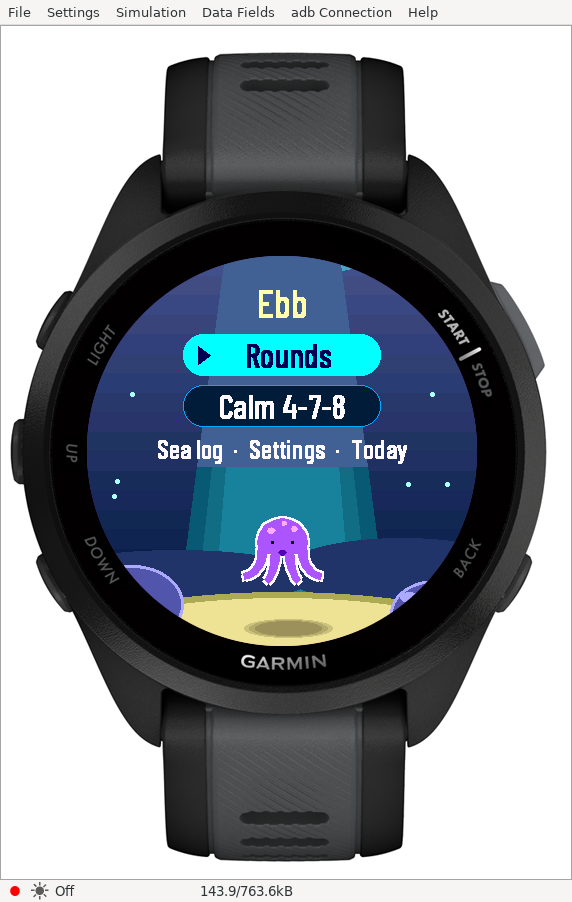 File Settings Simulation Data Fields adb Connection Help
Ebb
START
STOP
LIGHT
Rounds
Calm 4-7-8
UP
Sea log · Settings · Today
DOWN
BACK
GARMIN
Off 143.9/763.6kB